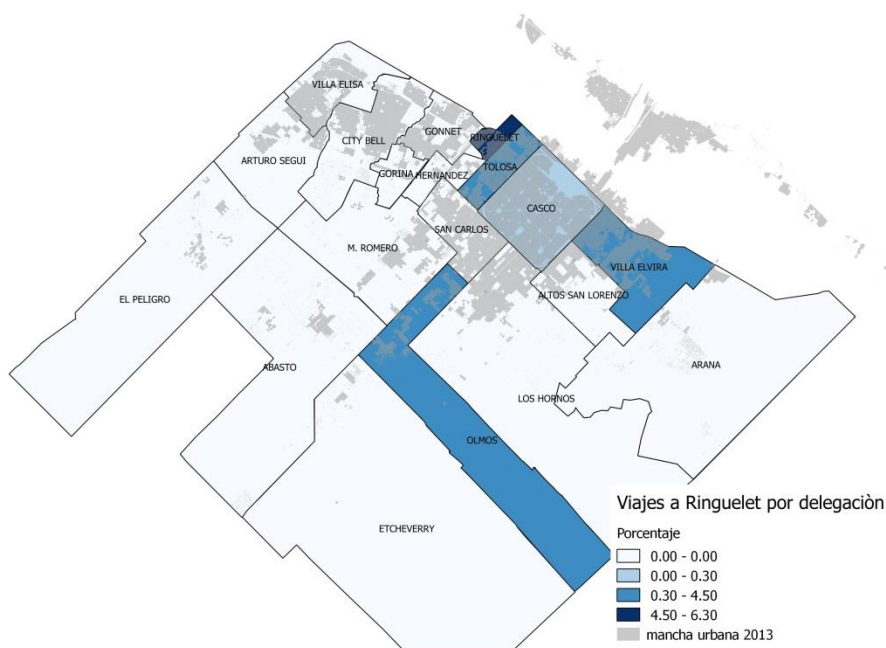 VILLA ELISA
GONNET
RINGUELET
CITY BELL
TOLOSA
ARTURO SEGUI
GORINA
HERNANDEZ
CASCO
SAN CARLOS
M. ROMERO
VILLA ELVIRA
EL PELIGRO
ALTOS SAN LORENZO
ABASTO
ARANA
LOS HORNOS
OLMOS
ETCHEVERRY
Viajes a Ringuelet por delegaciòn
Porcentaje
0.00 - 0.00
0.00 - 0.30
0.30 - 4.50
4.50 - 6.30
mancha urbana 2013